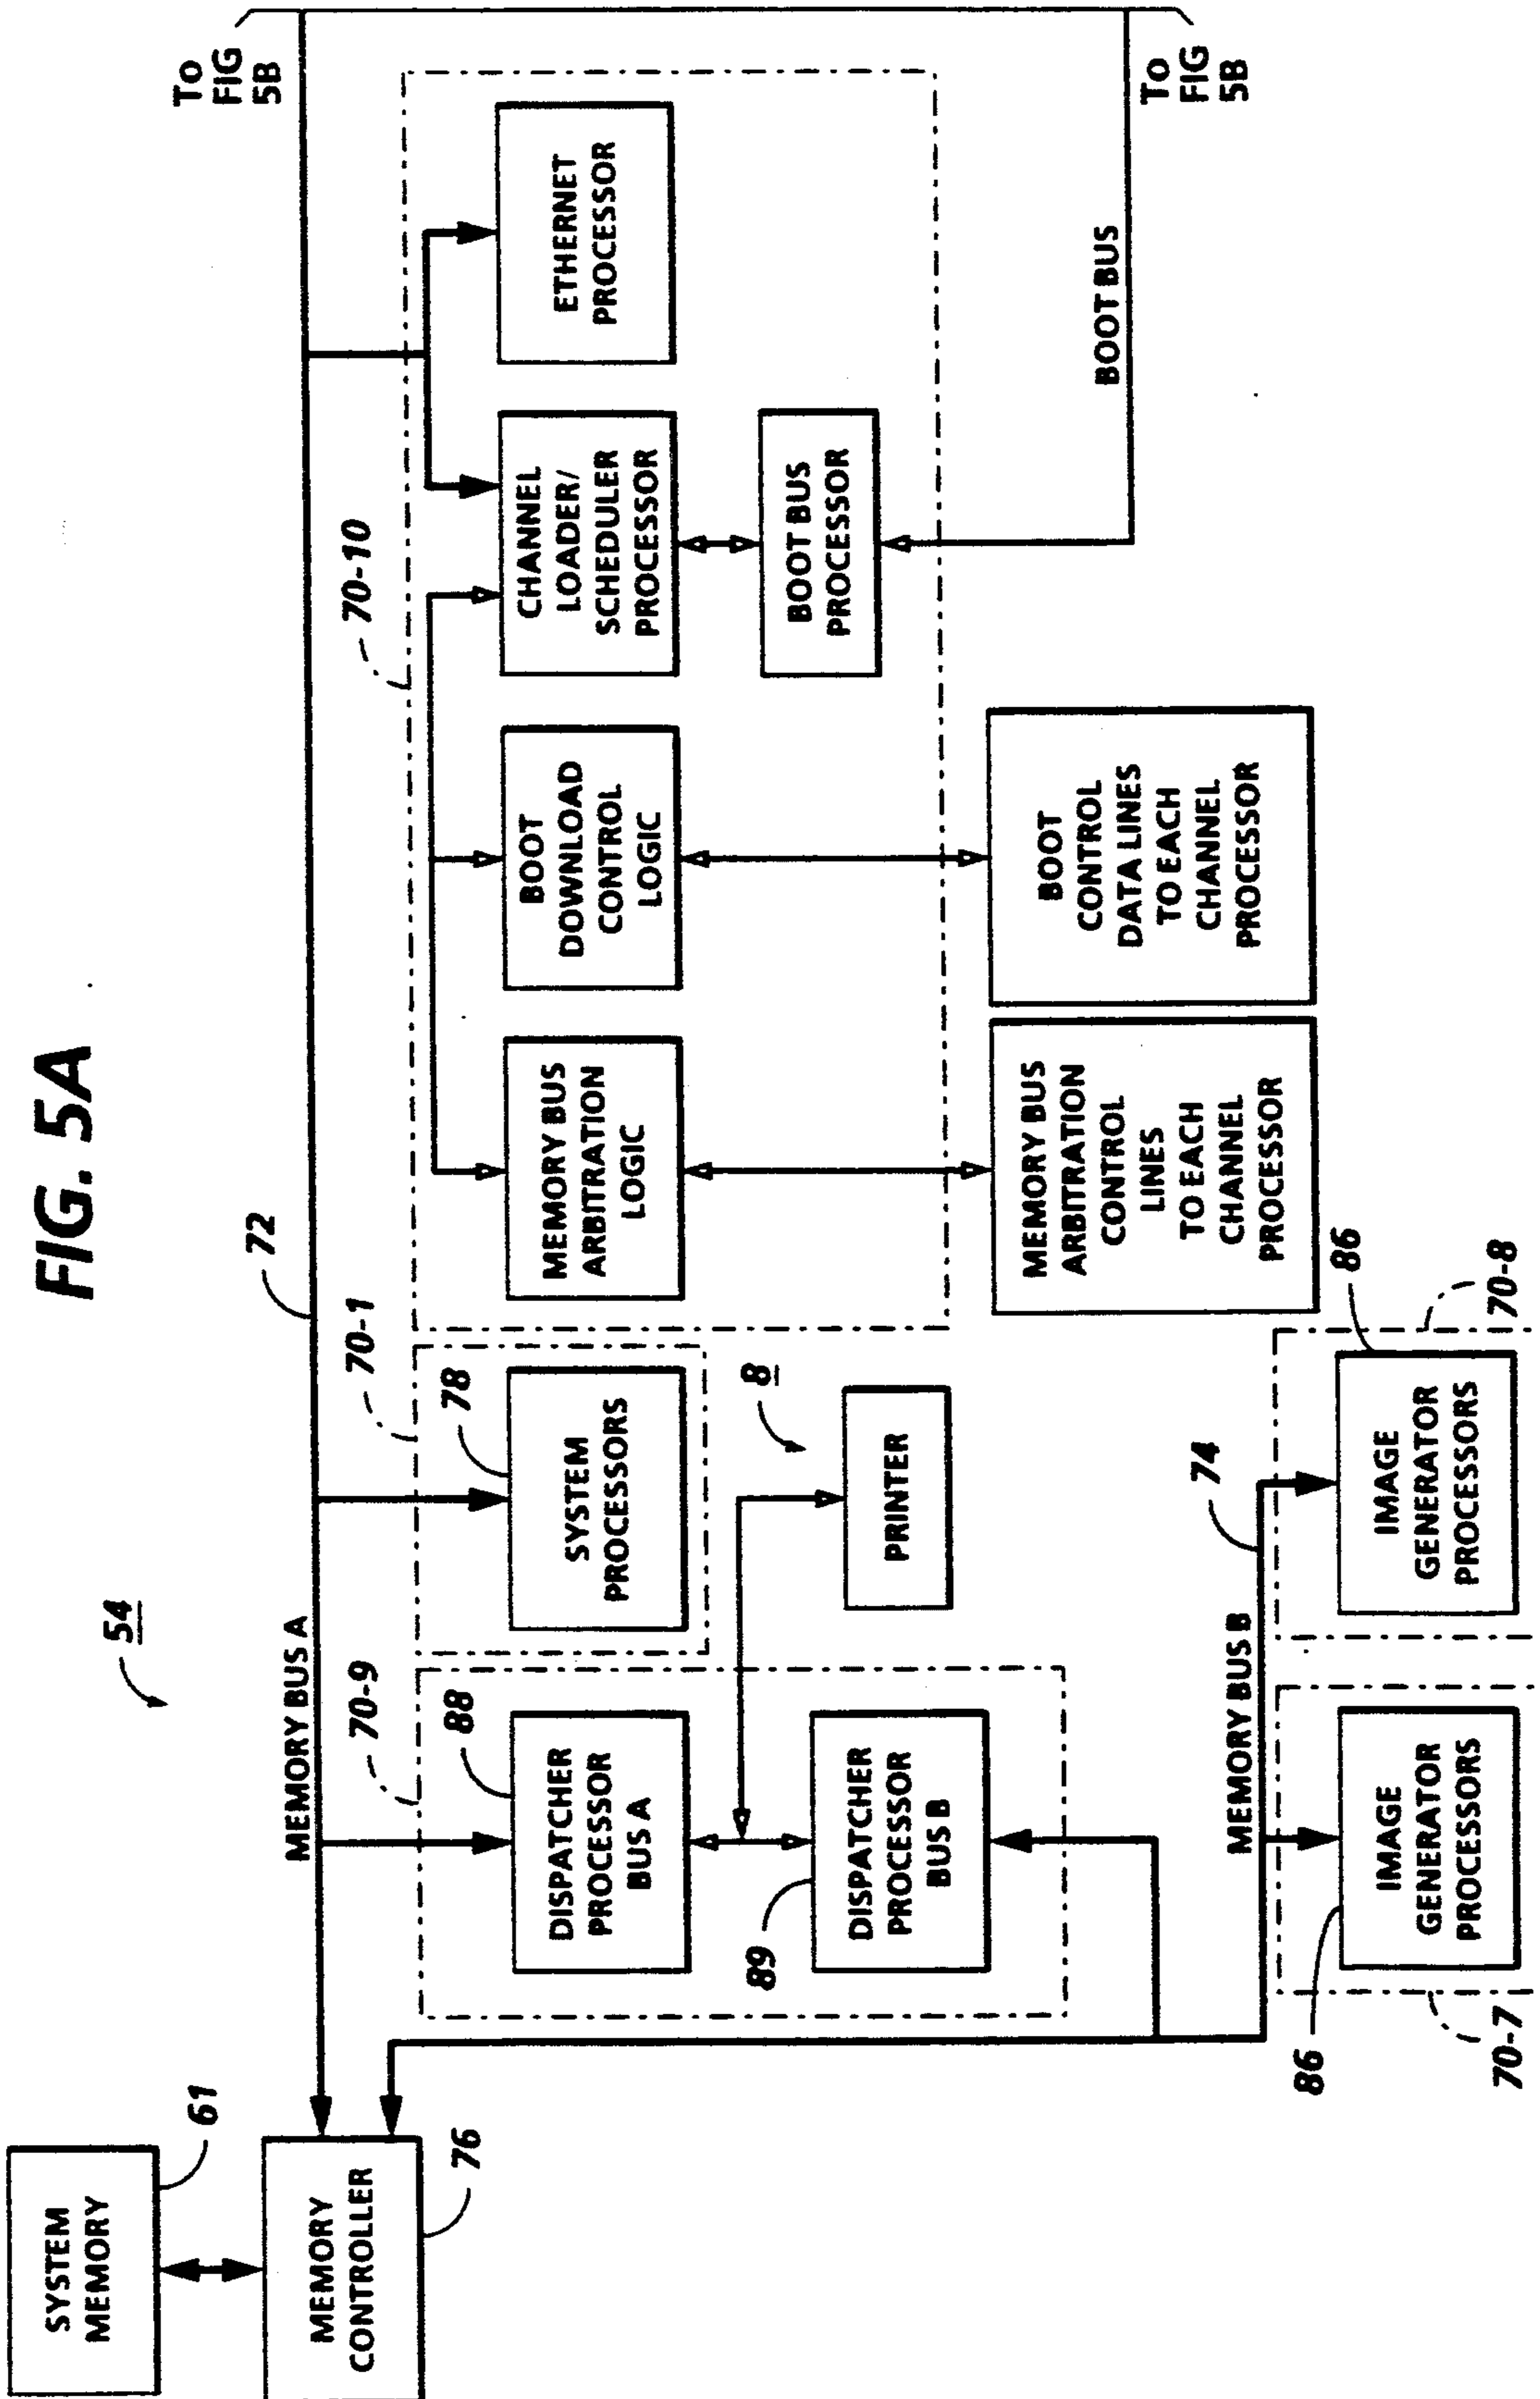 FIG. 5A
54
SYSTEM
MEMORY
61
MEMORY
CONTROLLER
76
MEMORY BUS A
72
To
FIG
5B
70-9
88
DISPATCHER
PROCESSOR
BUS A
89
DISPATCHER
PROCESSOR
BUS B
70-1
78
SYSTEM
PROCESSORS
8
PRINTER
70-10
MEMORY BUS
ARBITRATION
LOGIC
BOOT
DOWNLOAD
CONTROL
LOGIC
CHANNEL
LOADER/
SCHEDULER
PROCESSOR
ETHERNET
PROCESSOR
BOOT BUS
PROCESSOR
MEMORY BUS
ARBITRATION
CONTROL
LINES
TO EACH
CHANNEL
PROCESSOR
BOOT
CONTROL
DATA LINES
TO EACH
CHANNEL
PROCESSOR
BOOT BUS
To
FIG
5B
MEMORY BUS B
74
86
IMAGE
GENERATOR
PROCESSORS
70-7
86
IMAGE
GENERATOR
PROCESSORS
70-8